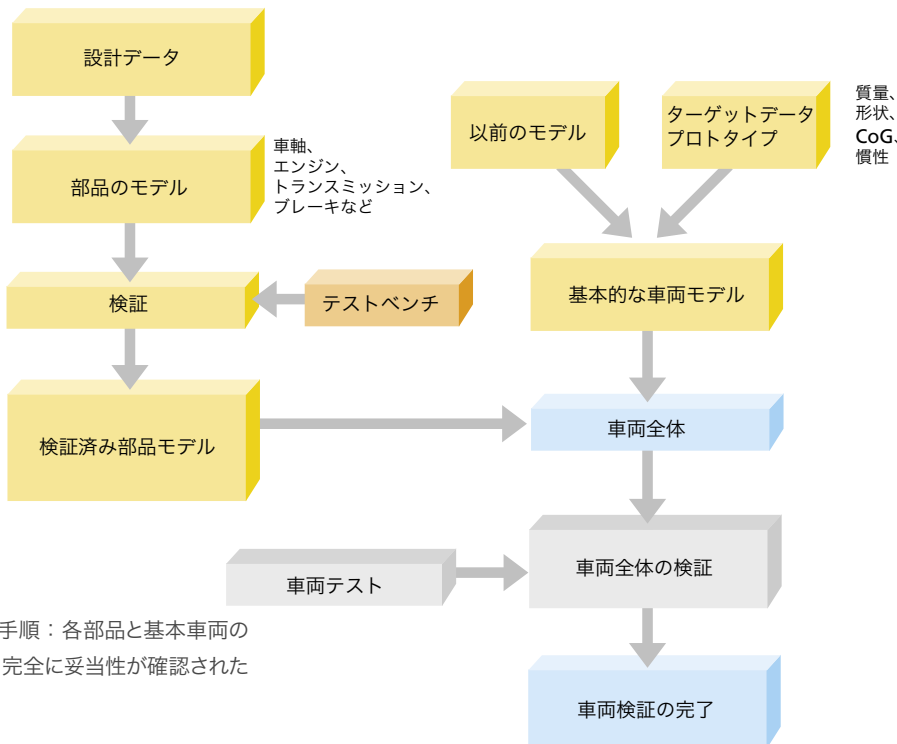 設計データ
部品のモデル
車軸、
エンジン、
トランスミッション、
ブレーキなど
検証
テストベンチ
検証済み部品モデル
以前のモデル
ターゲットデータ
プロトタイプ
質量、
形状、
CoG、
慣性
基本的な車両モデル
車両全体
車両テスト
車両全体の検証
車両検証の完了
手順：各部品と基本車両の
完全に妥当性が確認された